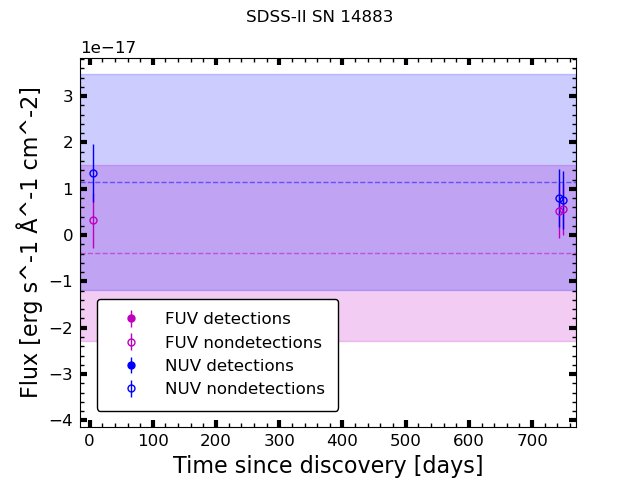 SDSS-II SN 14883
1e−17
Flux [erg s^-1 Å^-1 cm^-2]
3
2
1
0
−1
−2
−3
−4
FUV detections
FUV nondetections
NUV detections
NUV nondetections
0 100 200 300 400 500 600 700
Time since discovery [days]